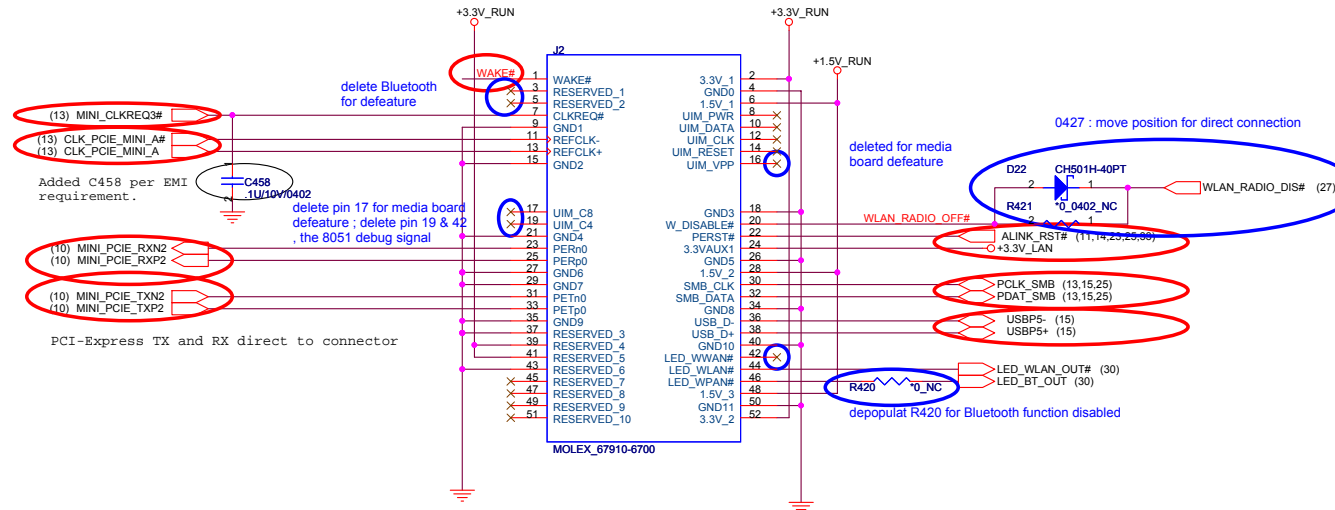 +3.3V_RUN
+3.3V_RUN
+1.5V_RUN
J2
WAKE#
delete Bluetooth
for defeature
(13) MINI_CLKREQ3#
(13) CLK_PCIE_MINI_A#
(13) CLK_PCIE_MINI_A
Added C458 per EMI
requirement.
C458
.1U/10V/0402
2
delete pin 17 for media board
defeature ; delete pin 19 & 42
, the 8051 debug signal
(10) MINI_PCIE_RXN2
(10) MINI_PCIE_RXP2
(10) MINI_PCIE_TXN2
(10) MINI_PCIE_TXP2
PCI-Express TX and RX direct to connector
1 WAKE#
3 RESERVED_1
5 RESERVED_2
7 CLKREQ#
9 GND1
11 REFCLK-
13 REFCLK+
15 GND2
17 UIM_C8
19 UIM_C4
21 GND4
23 PERn0
25 PERp0
27 GND6
29 GND7
31 PETn0
33 PETp0
35 GND9
37 RESERVED_3
39 RESERVED_4
41 RESERVED_5
43 RESERVED_6
45 RESERVED_7
47 RESERVED_8
49 RESERVED_9
51 RESERVED_10
3.3V_1 2
GND0 4
1.5V_1 6
UIM_PWR 8
UIM_DATA 10
UIM_CLK 12
UIM_RESET 14
UIM_VPP 16
GND3 18
W_DISABLE# 20
PERST# 22
3.3VAUX1 24
GND5 26
1.5V_2 28
SMB_CLK 30
SMB_DATA 32
GND8 34
USB_D- 36
USB_D+ 38
GND10 40
LED_WWAN# 42
LED_WLAN# 44
LED_WPAN# 46
1.5V_3 48
GND11 50
3.3V_2 52
MOLEX_67910-6700
deleted for media
board defeature
0427 : move position for direct connection
D22 CH501H-40PT
2 1
R421 *0_0402_NC
2 1
WLAN_RADIO_DIS# (27)
WLAN_RADIO_OFF#
ALINK_RST#
+3.3V_LAN
PCLK_SMB (13,15,25)
PDAT_SMB (13,15,25)
USBP5- (15)
USBP5+ (15)
LED_WLAN_OUT# (30)
LED_BT_OUT (30)
R420 *0_NC
depopulat R420 for Bluetooth function disabled